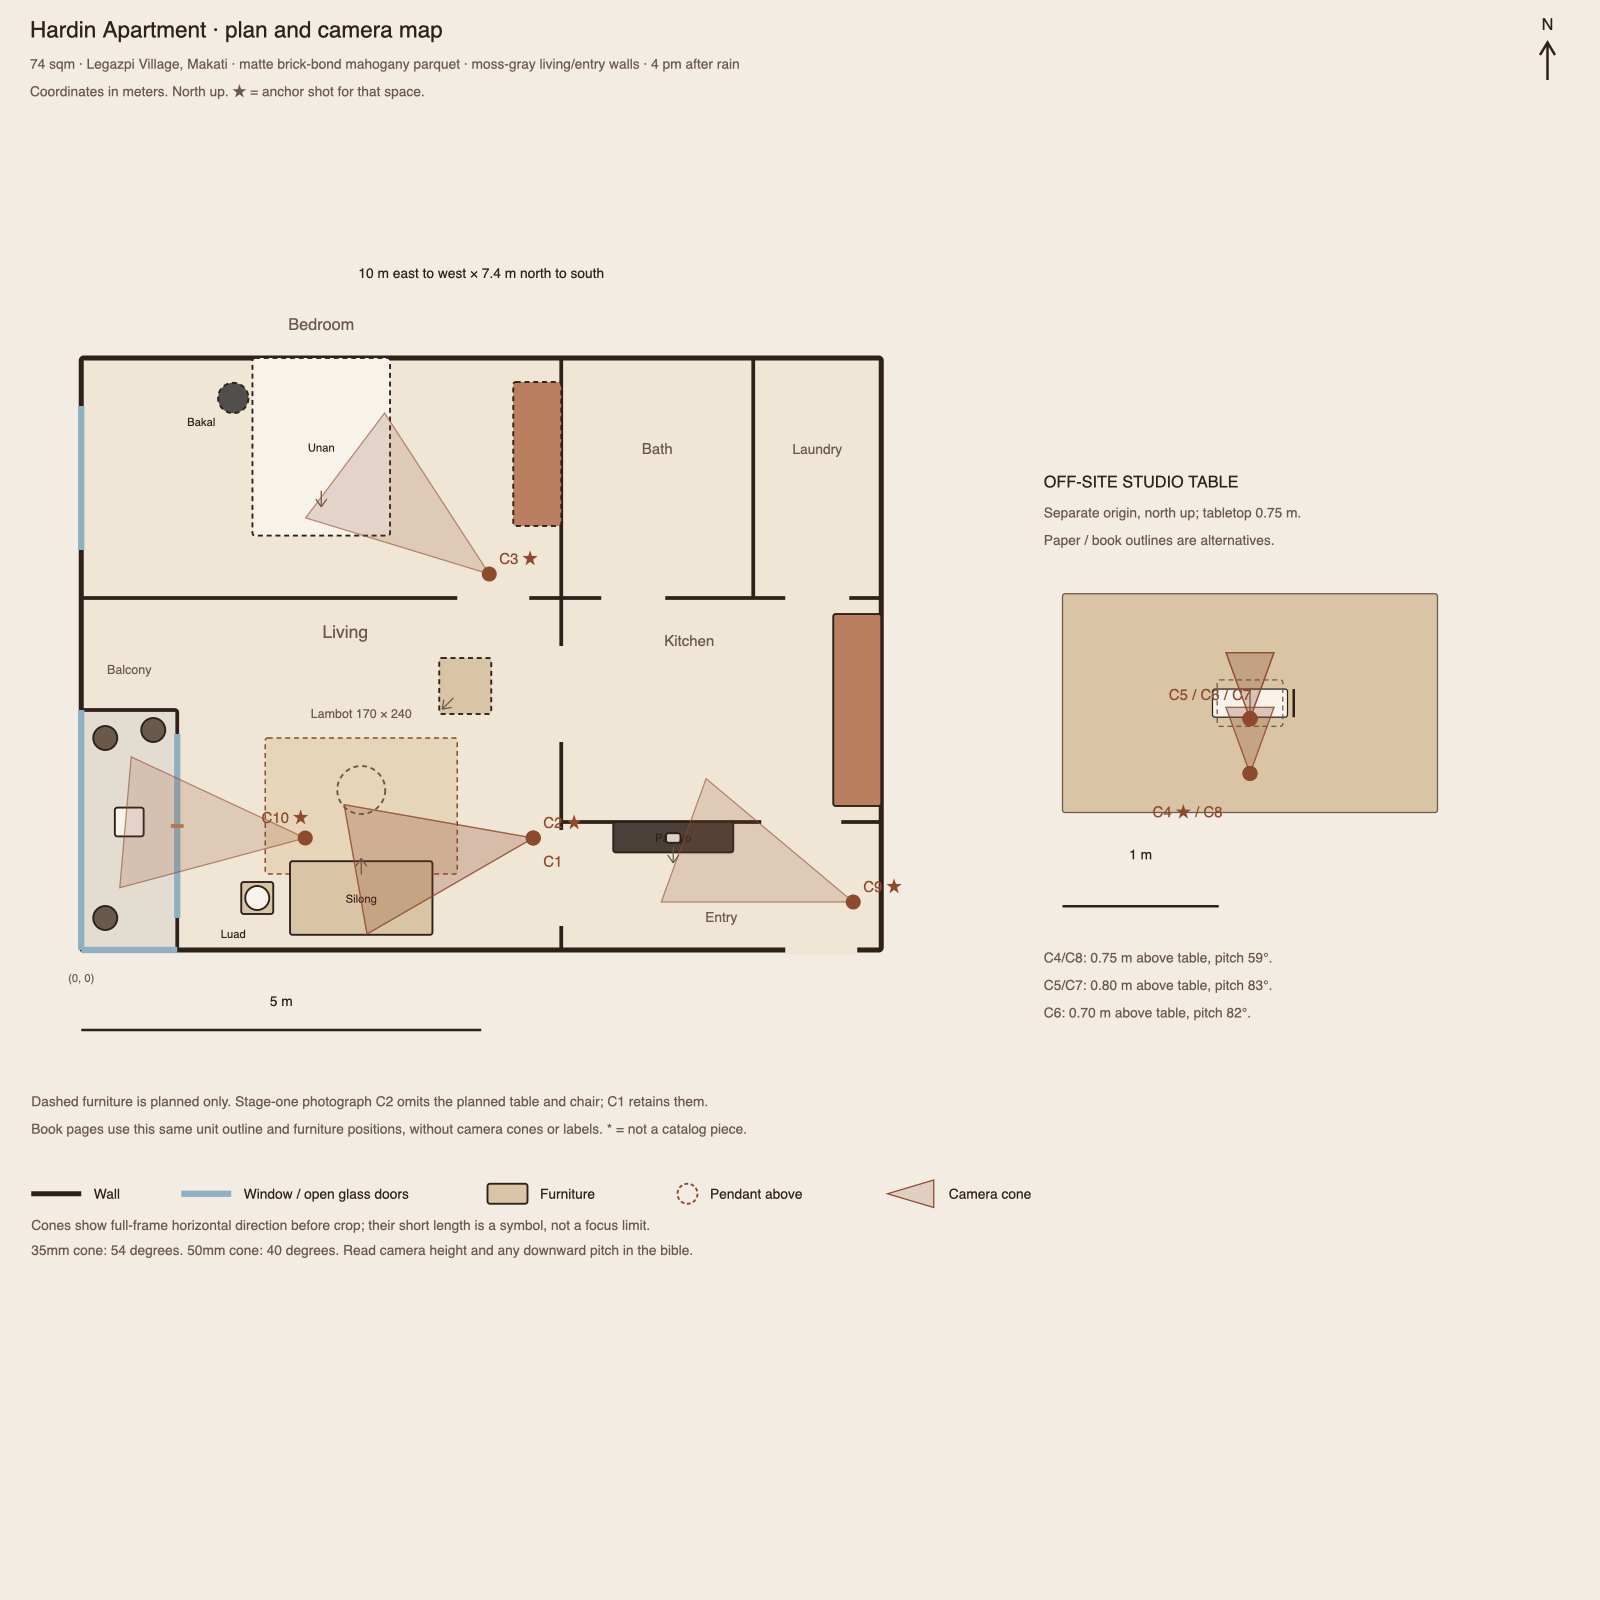 Hardin Apartment · plan and camera map
N
74 sqm · Legazpi Village, Makati · matte brick-bond mahogany parquet · moss-gray living/entry walls · 4 pm after rain
Coordinates in meters. North up. ★ = anchor shot for that space.
10 m east to west × 7.4 m north to south
Bedroom
Bakal
Unan
Bath
Laundry
C3 ★
Living
Kitchen
Balcony
Lambot 170 × 240
C10 ★
C2 ★
C1
C9 ★
Silong
Luad
Entry
(0, 0)
5 m
OFF-SITE STUDIO TABLE
Separate origin, north up; tabletop 0.75 m.
Paper / book outlines are alternatives.
C5 / C6 / C7
C4 ★ / C8
1 m
C4/C8: 0.75 m above table, pitch 59°.
C5/C7: 0.80 m above table, pitch 83°.
C6: 0.70 m above table, pitch 82°.
Dashed furniture is planned only. Stage-one photograph C2 omits the planned table and chair; C1 retains them.
Book pages use this same unit outline and furniture positions, without camera cones or labels. * = not a catalog piece.
Wall
Window / open glass doors
Furniture
Pendant above
Camera cone
Cones show full-frame horizontal direction before crop; their short length is a symbol, not a focus limit.
35mm cone: 54 degrees. 50mm cone: 40 degrees. Read camera height and any downward pitch in the bible.